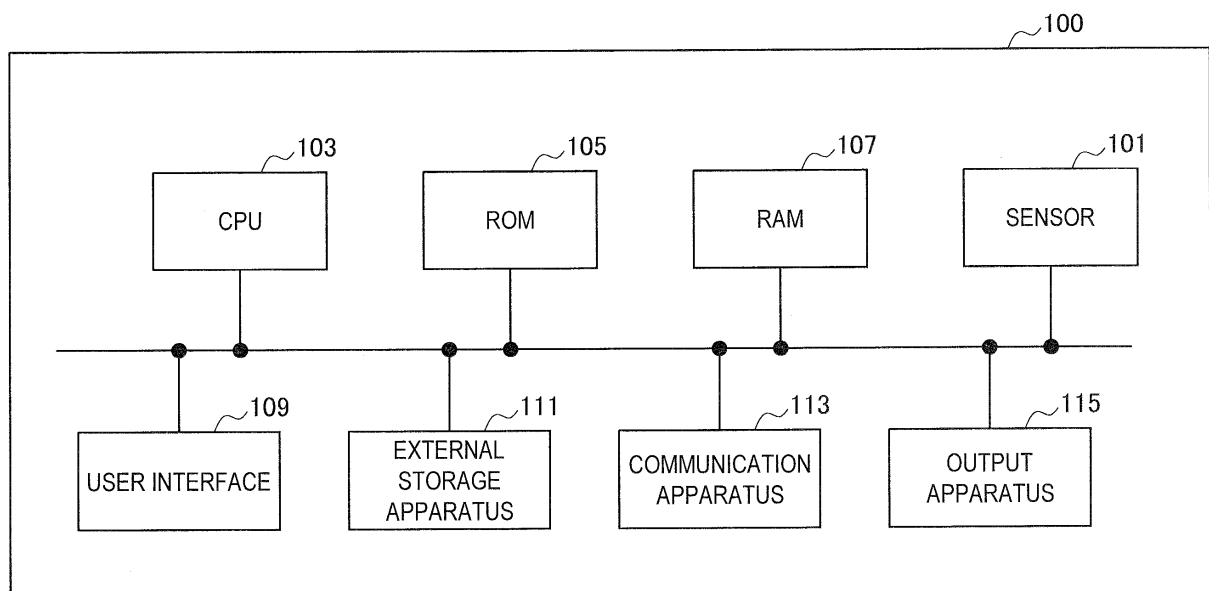 100
103
105
107
101
CPU
ROM
RAM
SENSOR
109
111
113
115
USER INTERFACE
EXTERNAL
STORAGE
APPARATUS
COMMUNICATION
APPARATUS
OUTPUT
APPARATUS